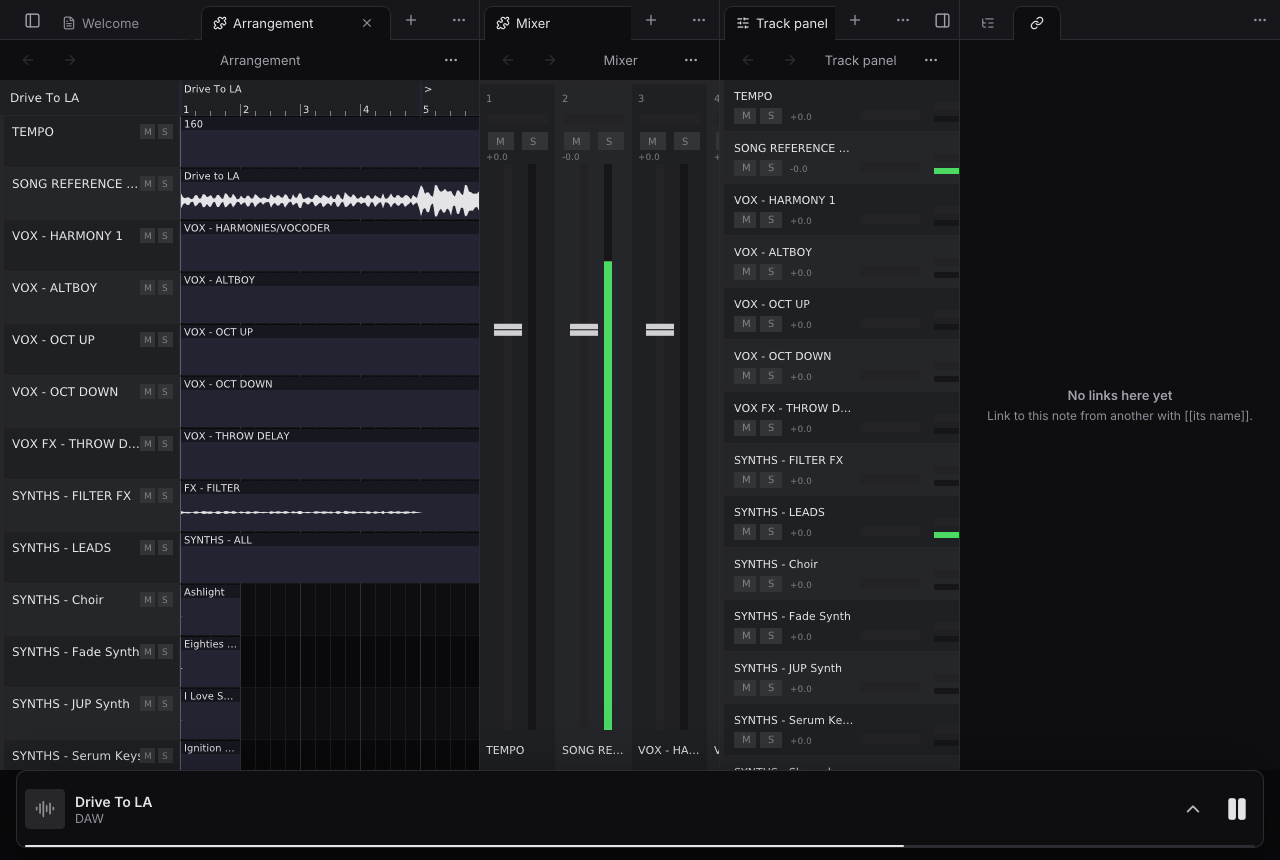 Welcome
Arrangement
Mixer
Track panel
Arrangement
Mixer
Track panel
Drive To LA
Drive To LA
>
1 2 3 4 5
TEMPO M S
160
SONG REFERENCE ... M S
Drive to LA
VOX - HARMONY 1 M S
VOX - HARMONIES/VOCODER
VOX - ALTBOY M S
VOX - ALTBOY
VOX - OCT UP M S
VOX - OCT UP
VOX - OCT DOWN M S
VOX - OCT DOWN
VOX FX - THROW D... M S
VOX - THROW DELAY
SYNTHS - FILTER FX M S
FX - FILTER
SYNTHS - LEADS M S
SYNTHS - ALL
SYNTHS - Choir M S
Ashlight
SYNTHS - Fade Synth M S
Eighties ...
SYNTHS - JUP Synth M S
I Love S...
SYNTHS - Serum Keys M S
Ignition ...
1 2 3 4
M S M S M S
+0.0 -0.0 +0.0
TEMPO SONG RE... VOX - HA...
TEMPO
M S +0.0
SONG REFERENCE ...
M S -0.0
VOX - HARMONY 1
M S +0.0
VOX - ALTBOY
M S +0.0
VOX - OCT UP
M S +0.0
VOX - OCT DOWN
M S +0.0
VOX FX - THROW D...
M S +0.0
SYNTHS - FILTER FX
M S +0.0
SYNTHS - LEADS
M S +0.0
SYNTHS - Choir
M S +0.0
SYNTHS - Fade Synth
M S +0.0
SYNTHS - JUP Synth
M S +0.0
SYNTHS - Serum Ke...
M S +0.0
No links here yet
Link to this note from another with [[its name]].
Drive To LA
DAW